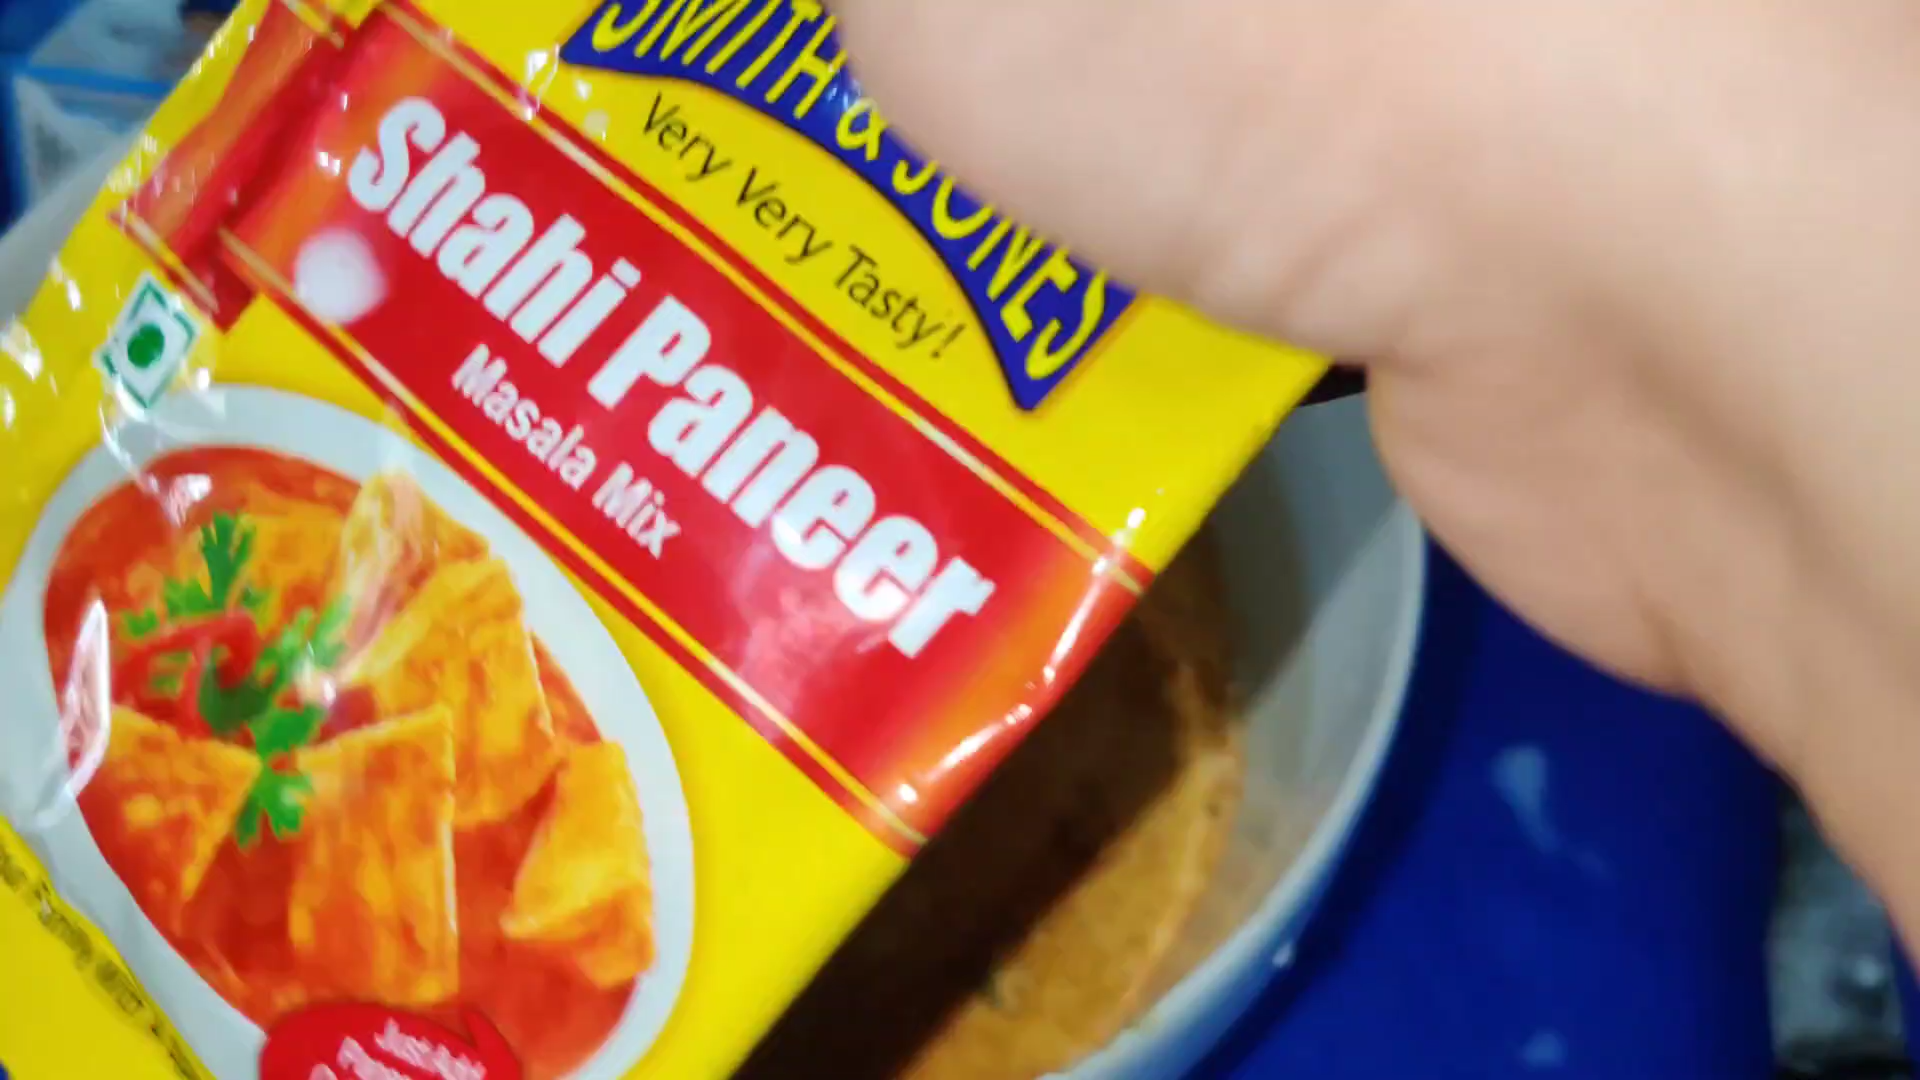 SMITH & JONES
Very Very Tasty!
Shahi Paneer
Masala Mix